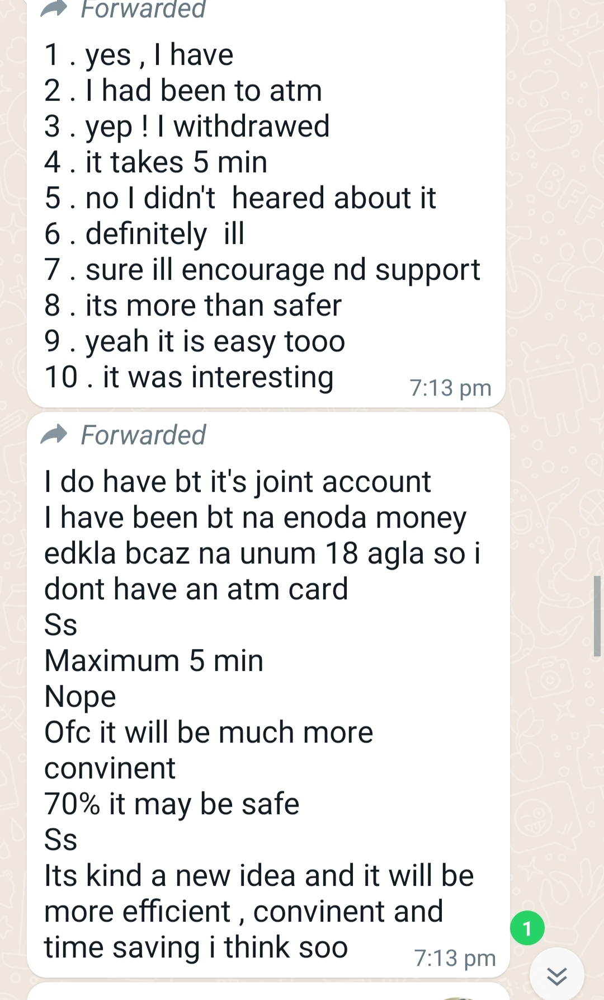 Forwarded
1 . yes , I have
2 . I had been to atm
3 . yep ! I withdrawed
4 . it takes 5 min
5 . no I didn't  heared about it
6 . definitely  ill
7 . sure ill encourage nd support
8 . its more than safer
9 . yeah it is easy tooo
10 . it was interesting
7:13 pm
Forwarded
I do have bt it's joint account
I have been bt na enoda money
edkla bcaz na unum 18 agla so i
dont have an atm card
Ss
Maximum 5 min
Nope
Ofc it will be much more
convinent
70% it may be safe
Ss
Its kind a new idea and it will be
more efficient , convinent and
time saving i think soo
7:13 pm
1